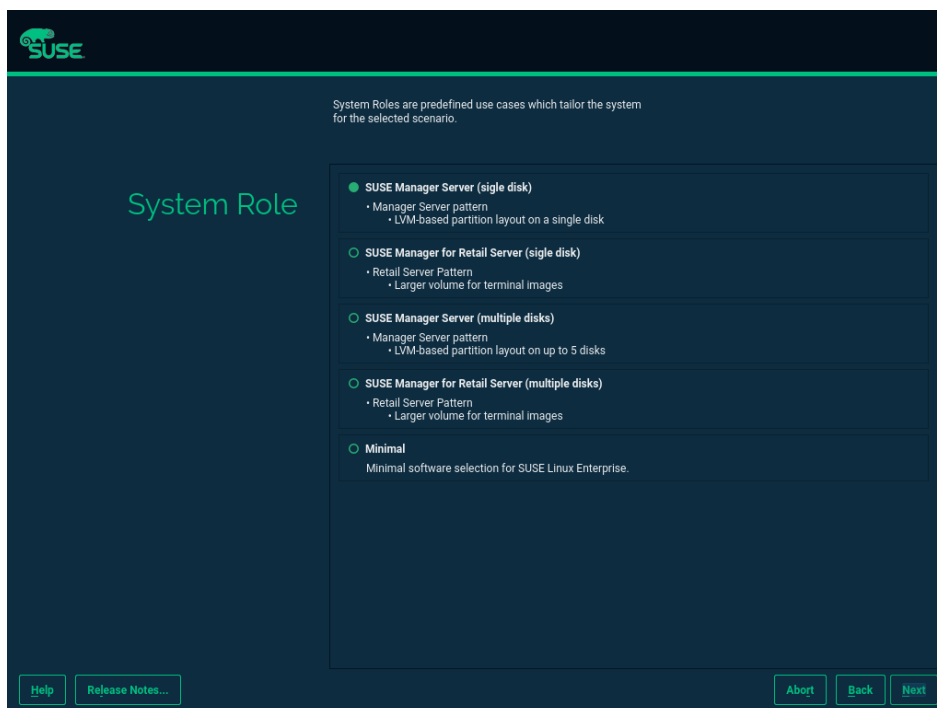 SUSE
System Roles are predefined use cases which tailor the system
for the selected scenario.
System Role
SUSE Manager Server (sigle disk)
• Manager Server pattern
• LVM-based partition layout on a single disk
SUSE Manager for Retail Server (sigle disk)
• Retail Server Pattern
• Larger volume for terminal images
SUSE Manager Server (multiple disks)
• Manager Server pattern
• LVM-based partition layout on up to 5 disks
SUSE Manager for Retail Server (multiple disks)
• Retail Server Pattern
• Larger volume for terminal images
Minimal
Minimal software selection for SUSE Linux Enterprise.
Help
Release Notes...
Abort
Back
Next